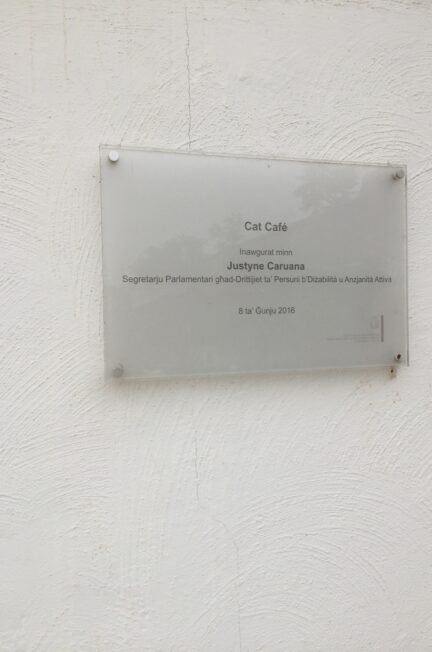 Cat Café
Inawgurat minn
Justyne Caruana
Segretarju Parlamentari għad-Drittijiet ta' Persuni b'Diżabilità u Anzjanità Attiva
8 ta' Ġunju 2016